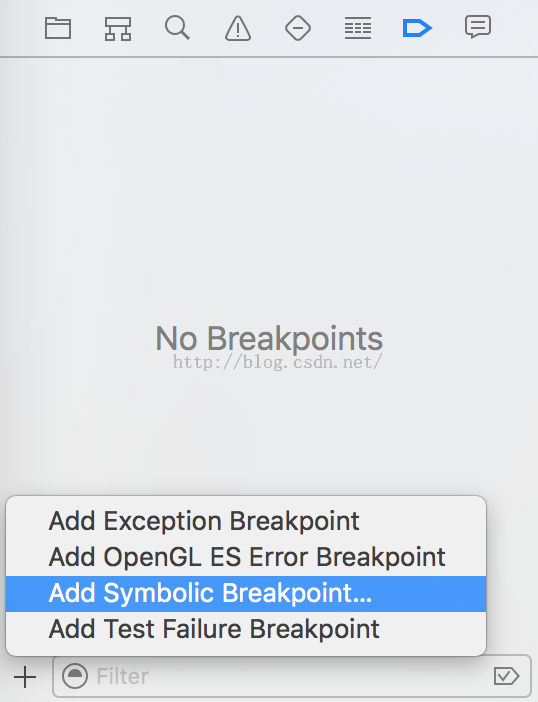 No Breakpoints
http://blog.csdn.net/
Add Exception Breakpoint
Add OpenGL ES Error Breakpoint
Add Symbolic Breakpoint...
Add Test Failure Breakpoint
Filter